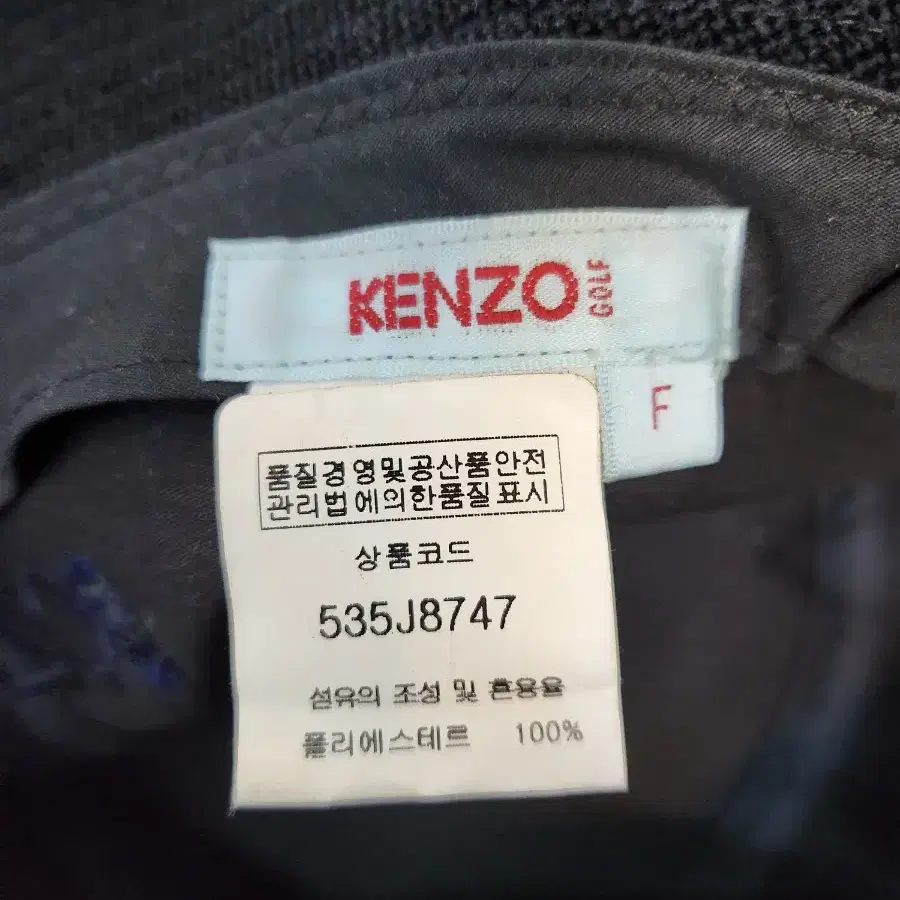 KENZO GOLF
F
품질경영및공산품안전
관리법에의한품질표시
상품코드
535J8747
섬유의 조성 및 혼용율
폴리에스테르 100%